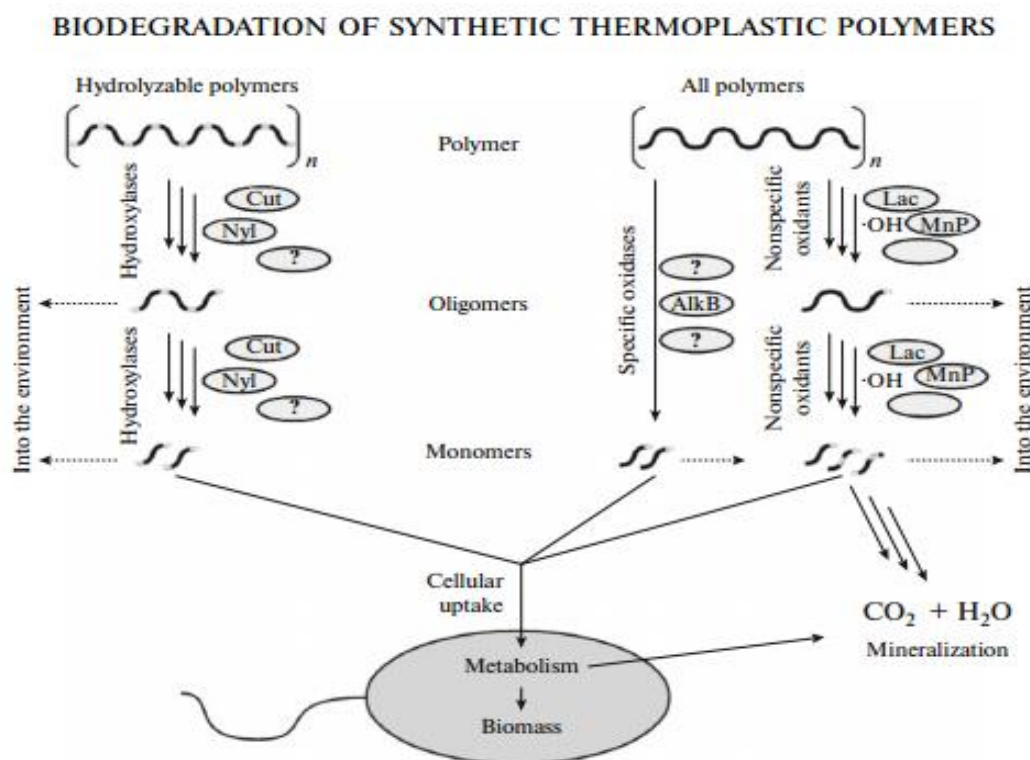 BIODEGRADATION OF SYNTHETIC THERMOPLASTIC POLYMERS
Hydrolyzable polymers
All polymers
n
Polymer
n
Hydroxylases
Cut
Nyl
?
Specific oxidases
?
AlkB
?
Nonspecific
oxidants
Lac
·OH
MnP
Into the environment
Oligomers
Into the environment
Hydroxylases
Cut
Nyl
?
Nonspecific
oxidants
Lac
·OH
MnP
Monomers
Cellular
uptake
CO₂ + H₂O
Mineralization
Metabolism
Biomass